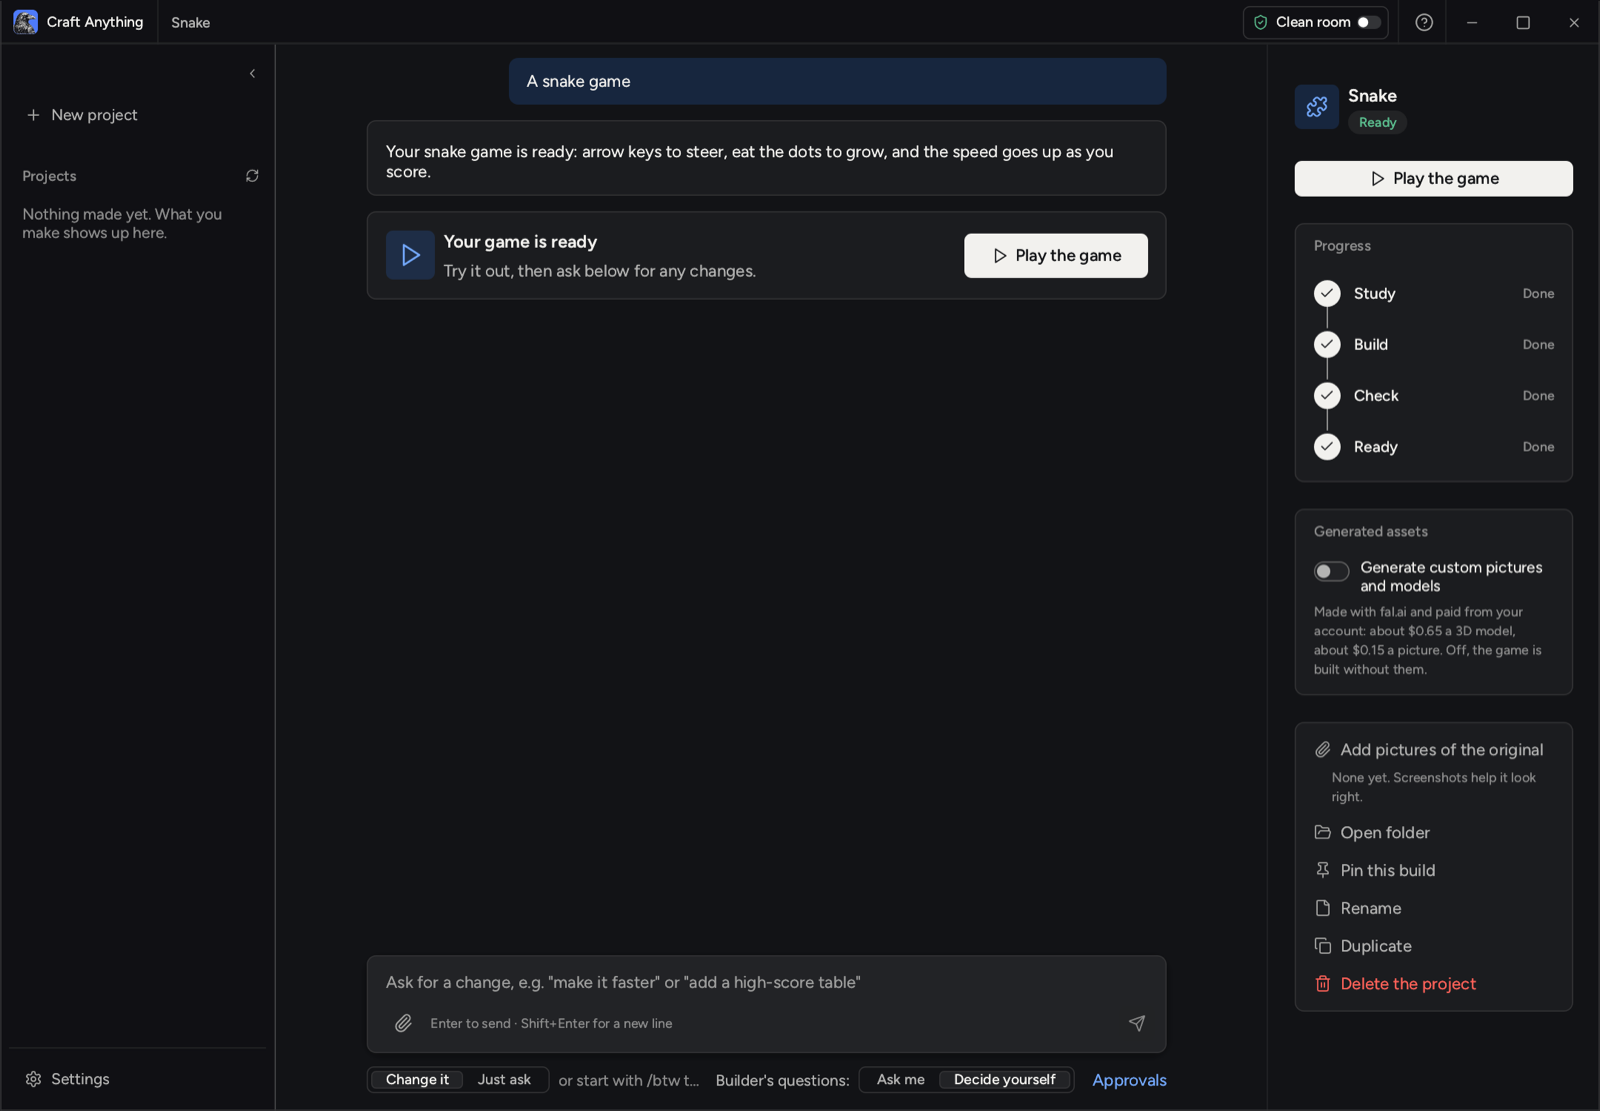 Craft Anything
Snake
Clean room
New project
Projects
Nothing made yet. What you
make shows up here.
Settings
A snake game
Your snake game is ready: arrow keys to steer, eat the dots to grow, and the speed goes up as you
score.
Your game is ready
Try it out, then ask below for any changes.
Play the game
Ask for a change, e.g. "make it faster" or "add a high-score table"
Enter to send · Shift+Enter for a new line
Change it
Just ask
or start with /btw t...
Builder's questions:
Ask me
Decide yourself
Approvals
Snake
Ready
Play the game
Progress
Study Done
Build Done
Check Done
Ready Done
Generated assets
Generate custom pictures
and models
Made with fal.ai and paid from your
account: about $0.65 a 3D model,
about $0.15 a picture. Off, the game is
built without them.
Add pictures of the original
None yet. Screenshots help it look
right.
Open folder
Pin this build
Rename
Duplicate
Delete the project